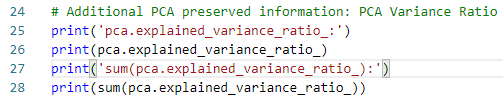 24 # Additional PCA preserved information: PCA Variance Ratio
25 print('pca.explained_variance_ratio_:')
26 print(pca.explained_variance_ratio_)
27 print('sum(pca.explained_variance_ratio_):')
28 print(sum(pca.explained_variance_ratio_))